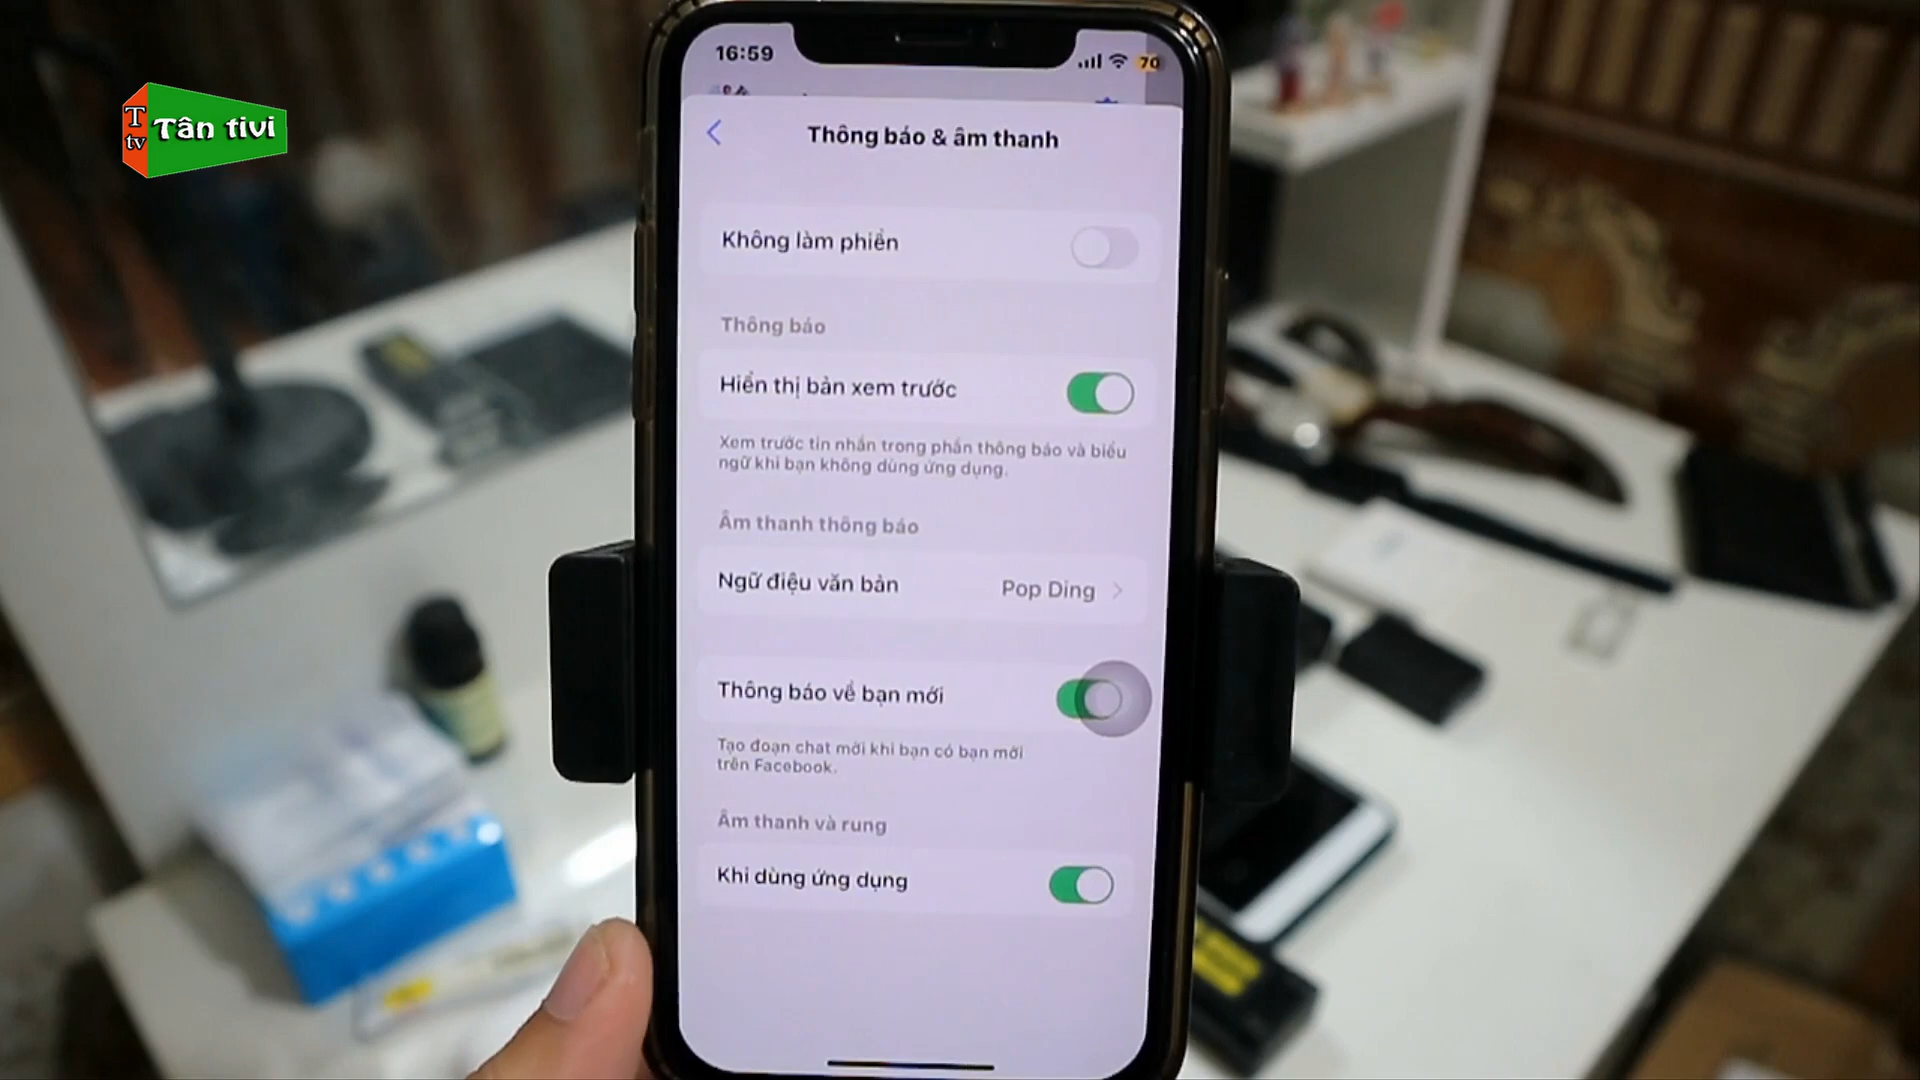 T
tv
Tân tivi
16:59
70
Thông báo & âm thanh
Không làm phiền
Thông báo
Hiển thị bản xem trước
Xem trước tin nhắn trong phần thông báo và biểu
ngữ khi bạn không dùng ứng dụng.
Âm thanh thông báo
Ngữ điệu văn bản
Pop Ding
Thông báo về bạn mới
Tạo đoạn chat mới khi bạn có bạn mới
trên Facebook.
Âm thanh và rung
Khi dùng ứng dụng